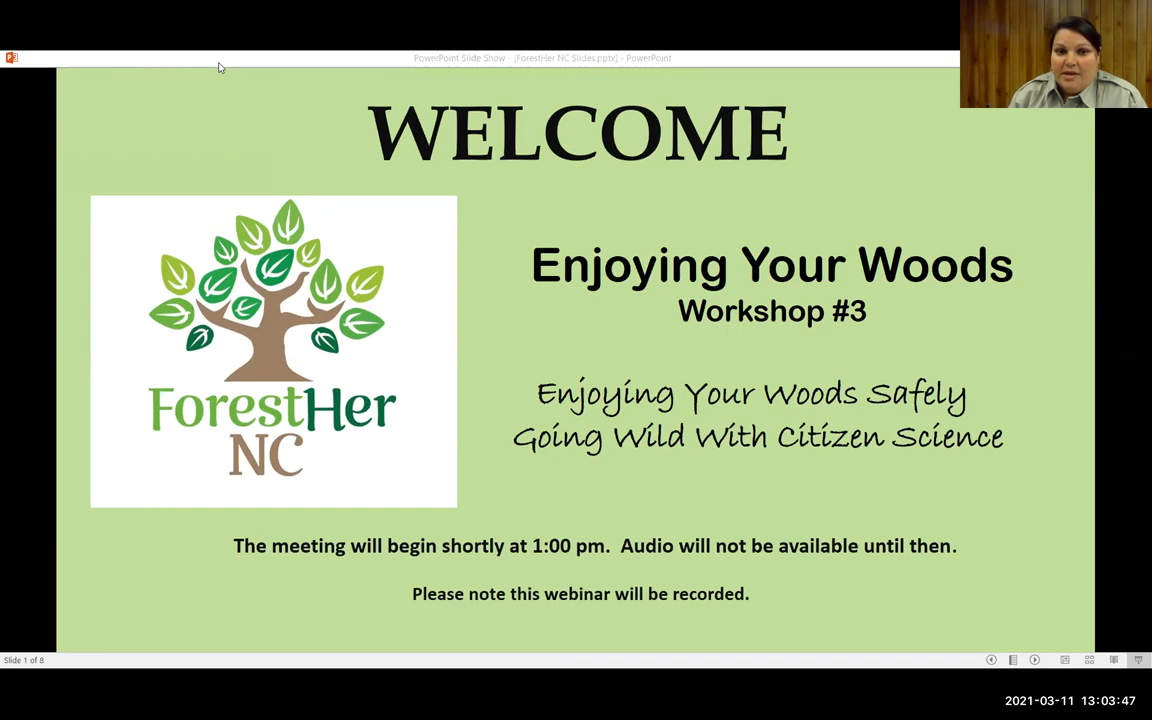 PowerPoint Slide Show - [ForestHer NC Slides.pptx] - PowerPoint
WELCOME
ForestHer
NC
Enjoying Your Woods
Workshop #3
Enjoying Your Woods Safely
Going Wild With Citizen Science
The meeting will begin shortly at 1:00 pm. Audio will not be available until then.
Please note this webinar will be recorded.
Slide 1 of 8
2021-03-11 13:03:47